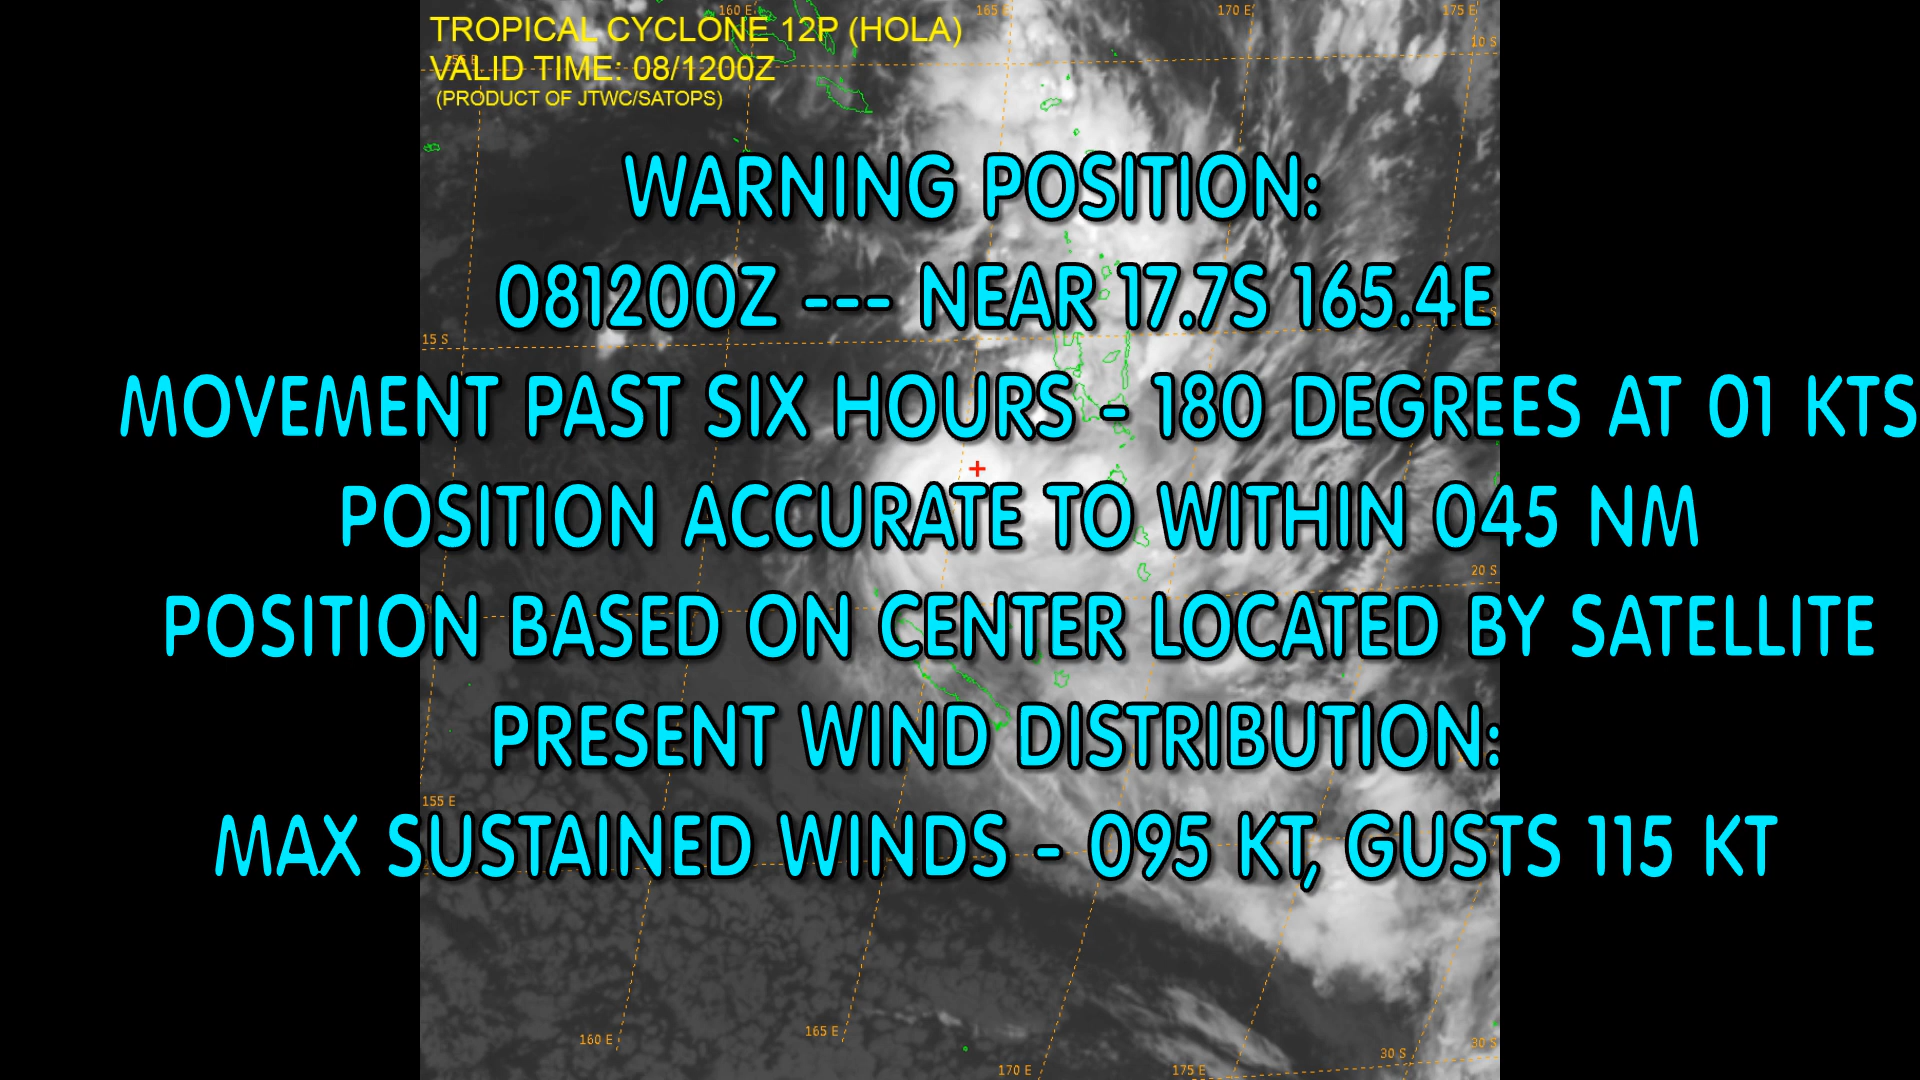 160 E
165 E
170 E
175 E
TROPICAL CYCLONE 12P (HOLA)
10 S
155 E
VALID TIME: 08/1200Z
(PRODUCT OF JTWC/SATOPS)
WARNING POSITION:
081200Z --- NEAR 17.7S 165.4E
15 S
MOVEMENT PAST SIX HOURS - 180 DEGREES AT 01 KTS
POSITION ACCURATE TO WITHIN 045 NM
20 S
POSITION BASED ON CENTER LOCATED BY SATELLITE
PRESENT WIND DISTRIBUTION:
155 E
MAX SUSTAINED WINDS - 095 KT, GUSTS 115 KT
160 E
165 E
30 S
30 S
170 E
175 E